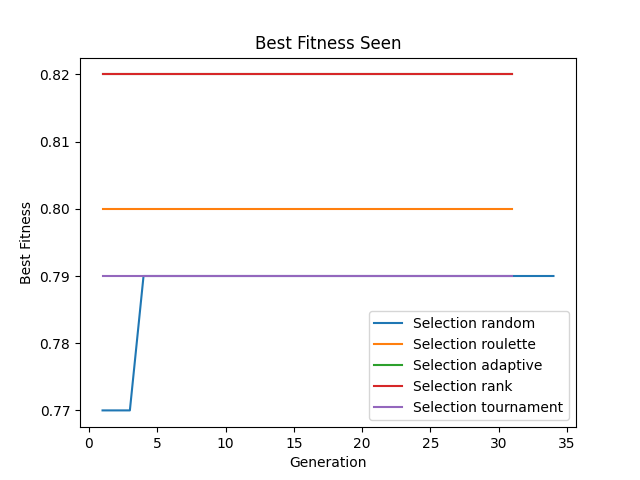 Best Fitness Seen
Best Fitness
0.82
0.81
0.80
0.79
0.78
0.77
Selection random
Selection roulette
Selection adaptive
Selection rank
Selection tournament
0 5 10 15 20 25 30 35
Generation